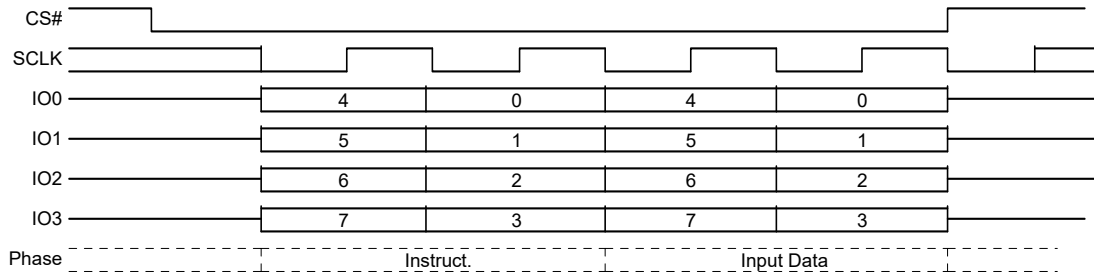 CS#
SCLK
IO0 4 0 4 0
IO1 5 1 5 1
IO2 6 2 6 2
IO3 7 3 7 3
Phase Instruct. Input Data